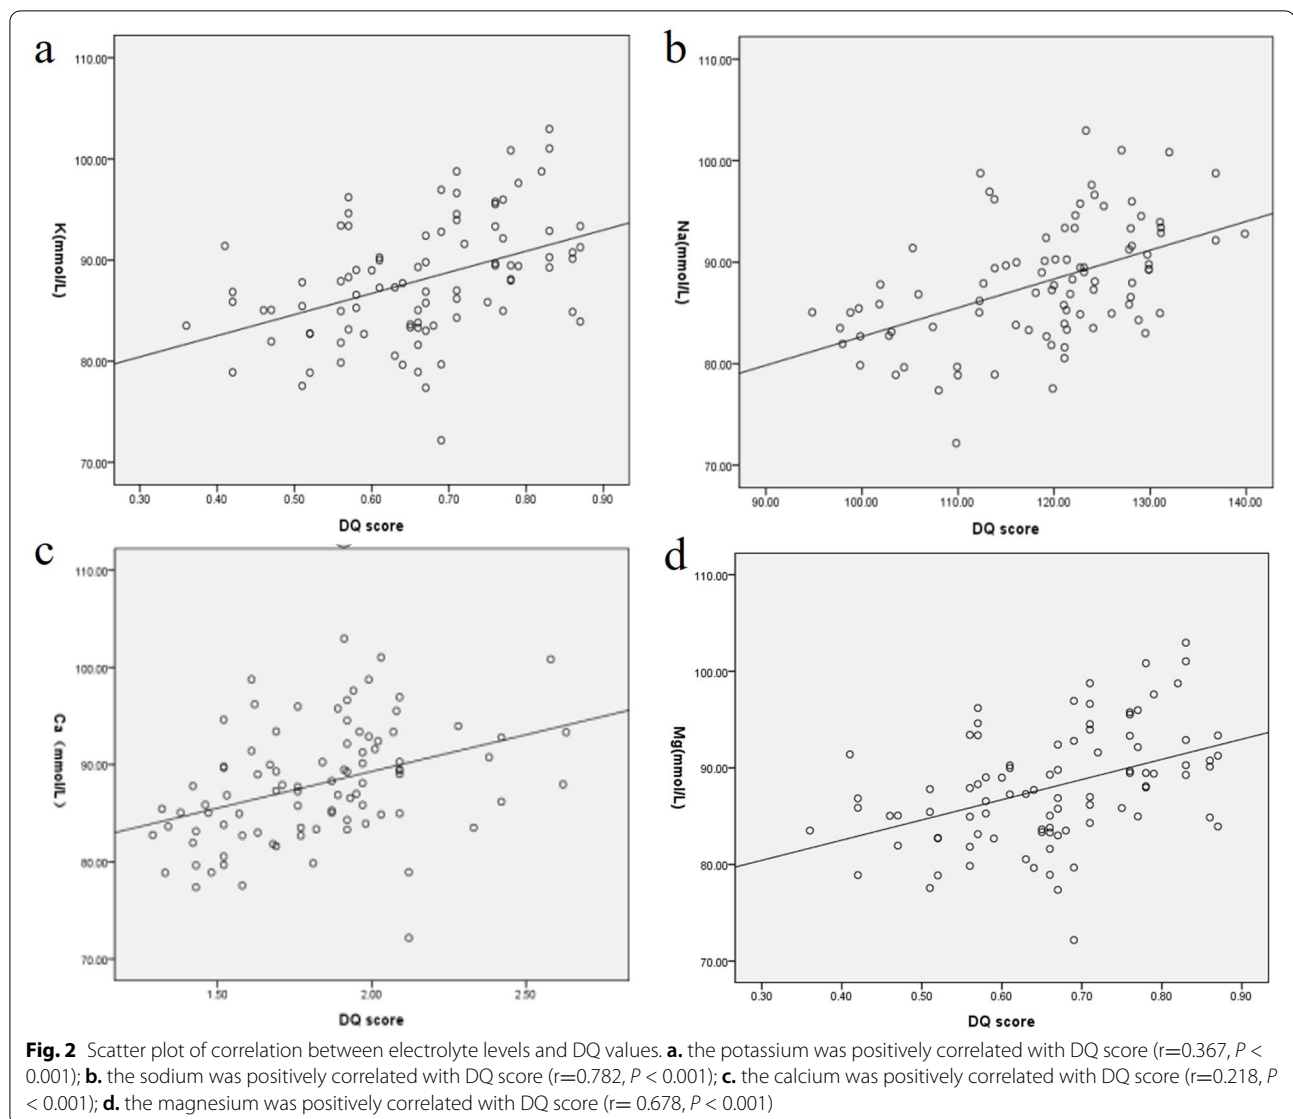 a
110.00
100.00
90.00
80.00
70.00
K(mmol/L)
0.30 0.40 0.50 0.60 0.70 0.80 0.90
DQ score
b
110.00
100.00
90.00
80.00
70.00
Na(mmol/L)
90.00 100.00 110.00 120.00 130.00 140.00
DQ score
c
110.00
100.00
90.00
80.00
70.00
Ca (mmol/L)
1.50 2.00 2.50
DQ score
d
110.00
100.00
90.00
80.00
70.00
Mg(mmol/L)
0.30 0.40 0.50 0.60 0.70 0.80 0.90
DQ score
Fig. 2 Scatter plot of correlation between electrolyte levels and DQ values. a. the potassium was positively correlated with DQ score (r=0.367, P <
0.001); b. the sodium was positively correlated with DQ score (r=0.782, P < 0.001); c. the calcium was positively correlated with DQ score (r=0.218, P
< 0.001); d. the magnesium was positively correlated with DQ score (r= 0.678, P < 0.001)